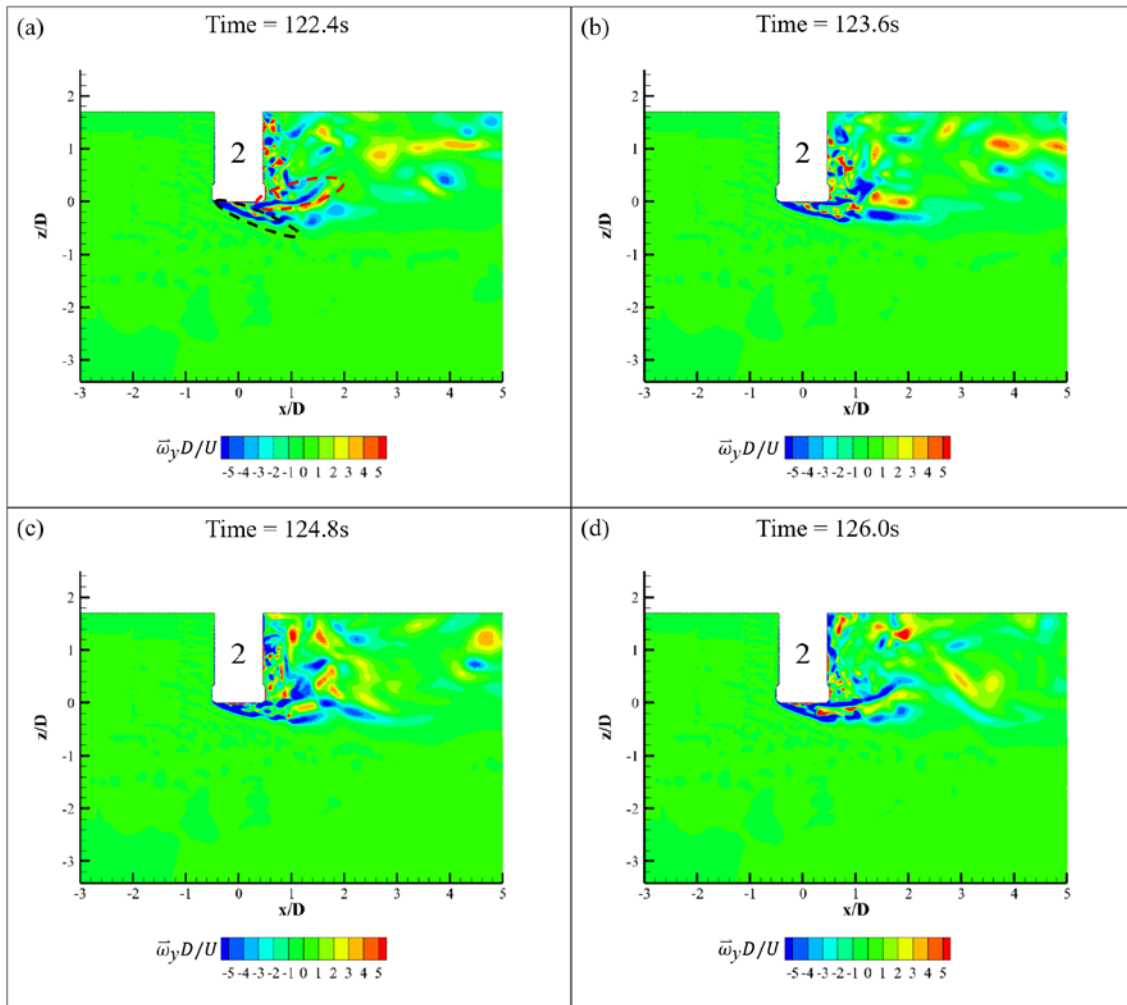 (a)
Time = 122.4s
2
1
0
-1
-2
-3
z/D
2
-3 -2 -1 0 1 2 3 4 5
x/D
ω⃗yD/U
-5 -4 -3 -2 -1 0 1 2 3 4 5
(b)
Time = 123.6s
2
1
0
-1
-2
-3
z/D
2
-3 -2 -1 0 1 2 3 4 5
x/D
ω⃗yD/U
-5 -4 -3 -2 -1 0 1 2 3 4 5
(c)
Time = 124.8s
2
1
0
-1
-2
-3
z/D
2
-3 -2 -1 0 1 2 3 4 5
x/D
ω⃗yD/U
-5 -4 -3 -2 -1 0 1 2 3 4 5
(d)
Time = 126.0s
2
1
0
-1
-2
-3
z/D
2
-3 -2 -1 0 1 2 3 4 5
x/D
ω⃗yD/U
-5 -4 -3 -2 -1 0 1 2 3 4 5